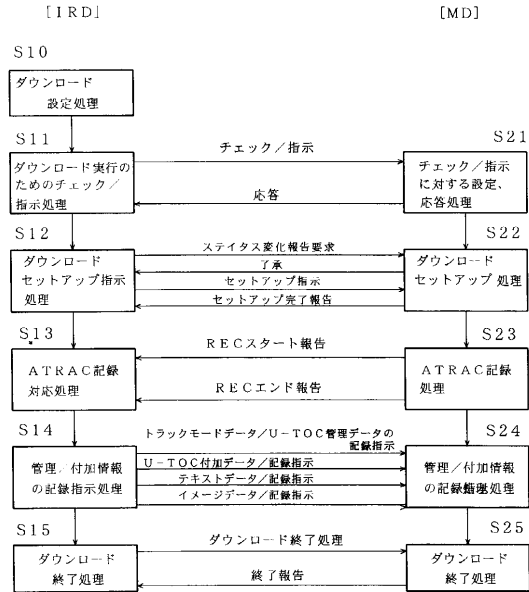 [IRD]
[MD]
S10
ダウンロード
設定処理
S11
S21
ダウンロード実行の
ためのチェック／
指示処理
チェック／指示
応答
チェック／指示
に対する設定、
応答処理
S12
S22
ダウンロード
セットアップ指示
処理
ステイタス変化報告要求
了承
セットアップ指示
セットアップ完了報告
ダウンロード
セットアップ処理
S13
S23
ATRAC記録
対応処理
RECスタート報告
RECエンド報告
ATRAC記録
処理
S14
S24
管理／付加情報
の記録指示処理
トラックモードデータ／U－TOC管理データの
記録指示
U－TOC付加データ／記録指示
テキストデータ／記録指示
イメージデータ／記録指示
管理／付加情報
の記録処理
S15
S25
ダウンロード
終了処理
ダウンロード終了処理
終了報告
ダウンロード
終了処理